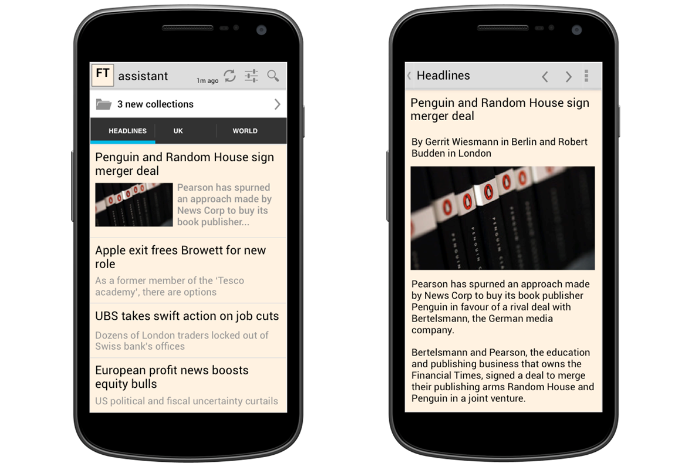 FT
assistant
1m ago
3 new collections
HEADLINES
UK
WORLD
Penguin and Random House sign
merger deal
Pearson has spurned
an approach made by
News Corp to buy its
book publisher...
Apple exit frees Browett for new
role
As a former member of the 'Tesco
academy', there are options
UBS takes swift action on job cuts
Dozens of London traders locked out of
Swiss bank's offices
European profit news boosts
equity bulls
US political and fiscal uncertainty curtails
Headlines
Penguin and Random House sign
merger deal
By Gerrit Wiesmann in Berlin and Robert
Budden in London
Pearson has spurned an approach made
by News Corp to buy its book publisher
Penguin in favour of a rival deal with
Bertelsmann, the German media
company.
Bertelsmann and Pearson, the education
and publishing business that owns the
Financial Times, signed a deal to merge
their publishing arms Random House and
Penguin in a joint venture.